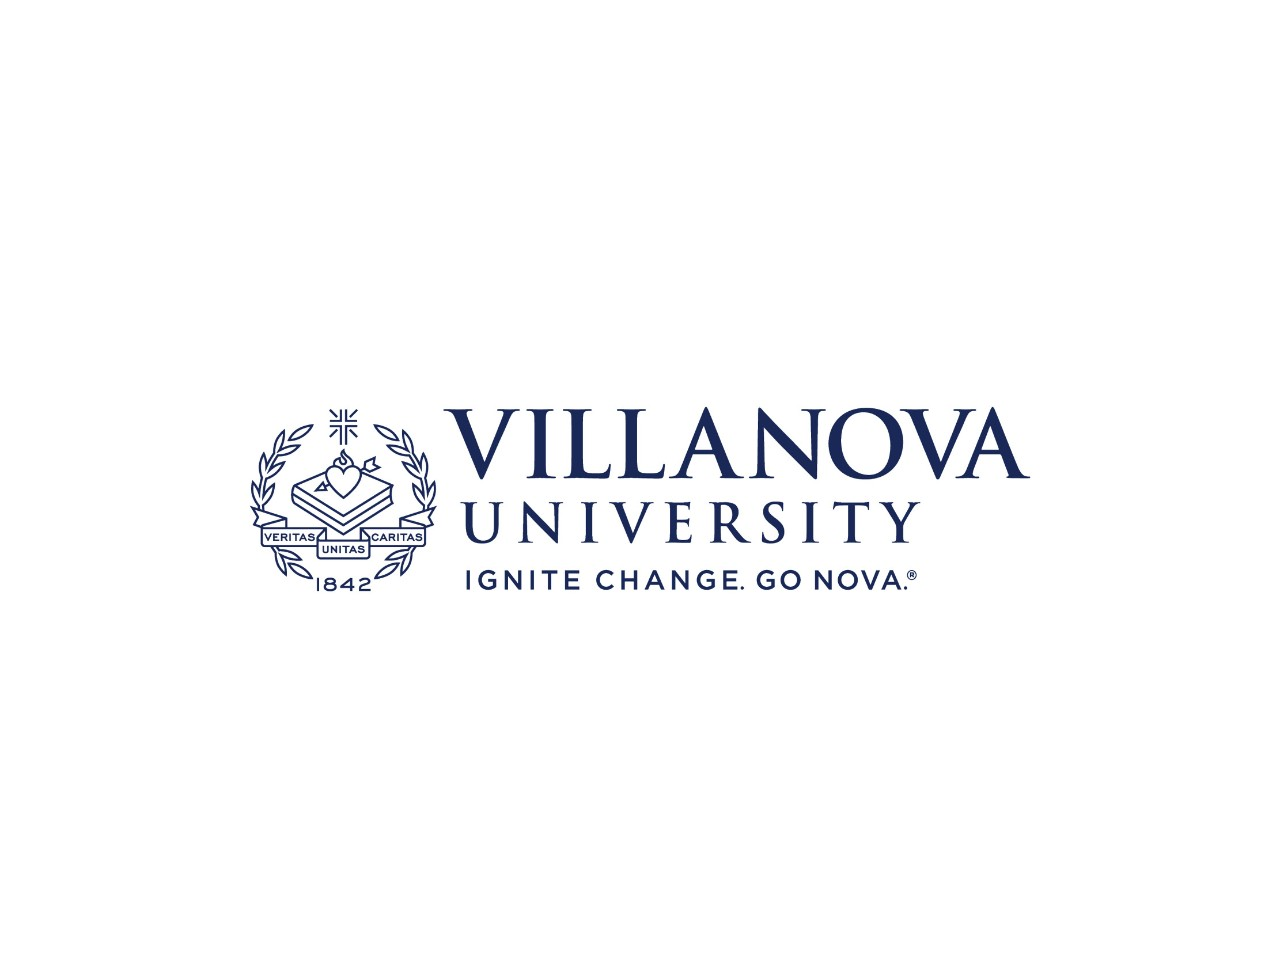 VILLANOVA
UNIVERSITY
IGNITE CHANGE. GO NOVA.®
VERITAS
UNITAS
CARITAS
1842